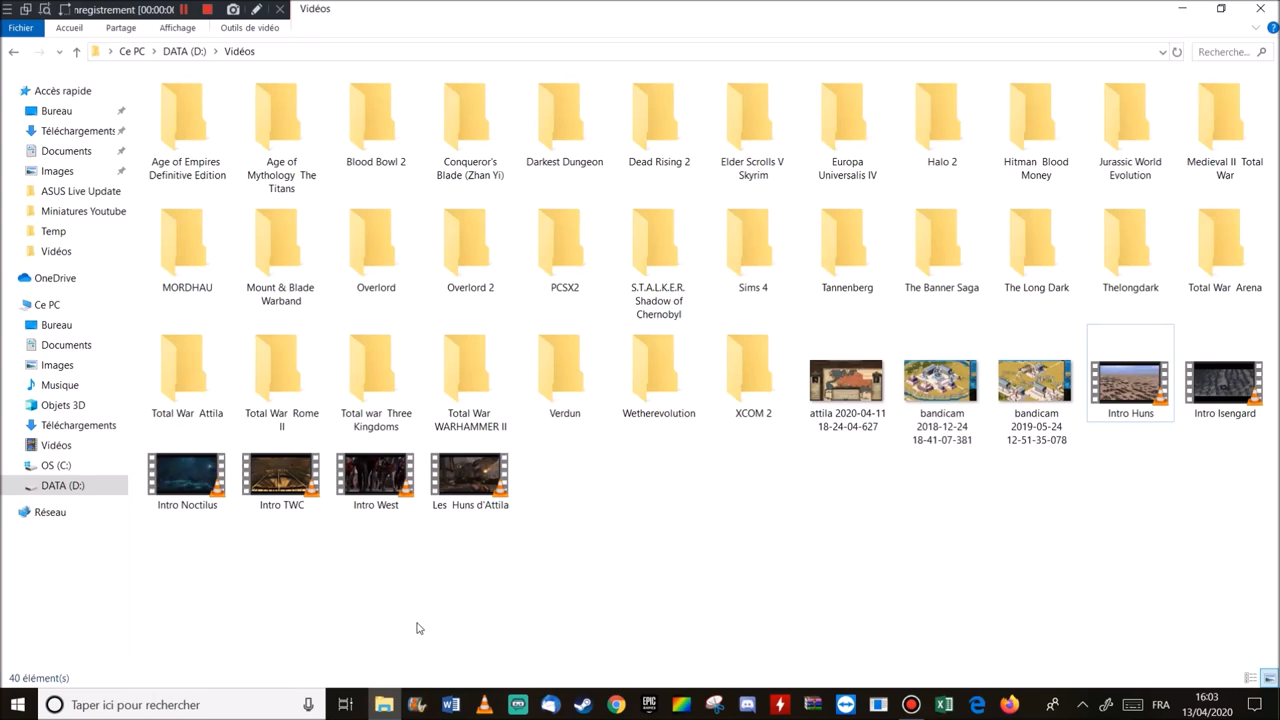 nregistrement [00:00:00
Vidéos
Fichier Accueil Partage Affichage Outils de vidéo
Ce PC DATA (D:) Vidéos
Recherche...
Accès rapide
Bureau
Téléchargements
Documents
Images
ASUS Live Update
Miniatures Youtube
Temp
Vidéos
OneDrive
Ce PC
Bureau
Documents
Images
Musique
Objets 3D
Téléchargements
Vidéos
OS (C:)
DATA (D:)
Réseau
Age of Empires
Definitive Edition
Age of
Mythology The
Titans
Blood Bowl 2
Conqueror's
Blade (Zhan Yi)
Darkest Dungeon
Dead Rising 2
Elder Scrolls V
Skyrim
Europa
Universalis IV
Halo 2
Hitman Blood
Money
Jurassic World
Evolution
Medieval II Total
War
MORDHAU
Mount & Blade
Warband
Overlord
Overlord 2
PCSX2
S.T.A.L.K.E.R.
Shadow of
Chernobyl
Sims 4
Tannenberg
The Banner Saga
The Long Dark
Thelongdark
Total War Arena
Total War Attila
Total War Rome
II
Total war Three
Kingdoms
Total War
WARHAMMER II
Verdun
Wetherevolution
XCOM 2
attila 2020-04-11
18-24-04-627
bandicam
2018-12-24
18-41-07-381
bandicam
2019-05-24
12-51-35-078
Intro Huns
Intro Isengard
Intro Noctilus
Intro TWC
Intro West
Les Huns d'Attila
40 élément(s)
Taper ici pour rechercher
EPIC
GAMES
FRA
16:03
13/04/2020